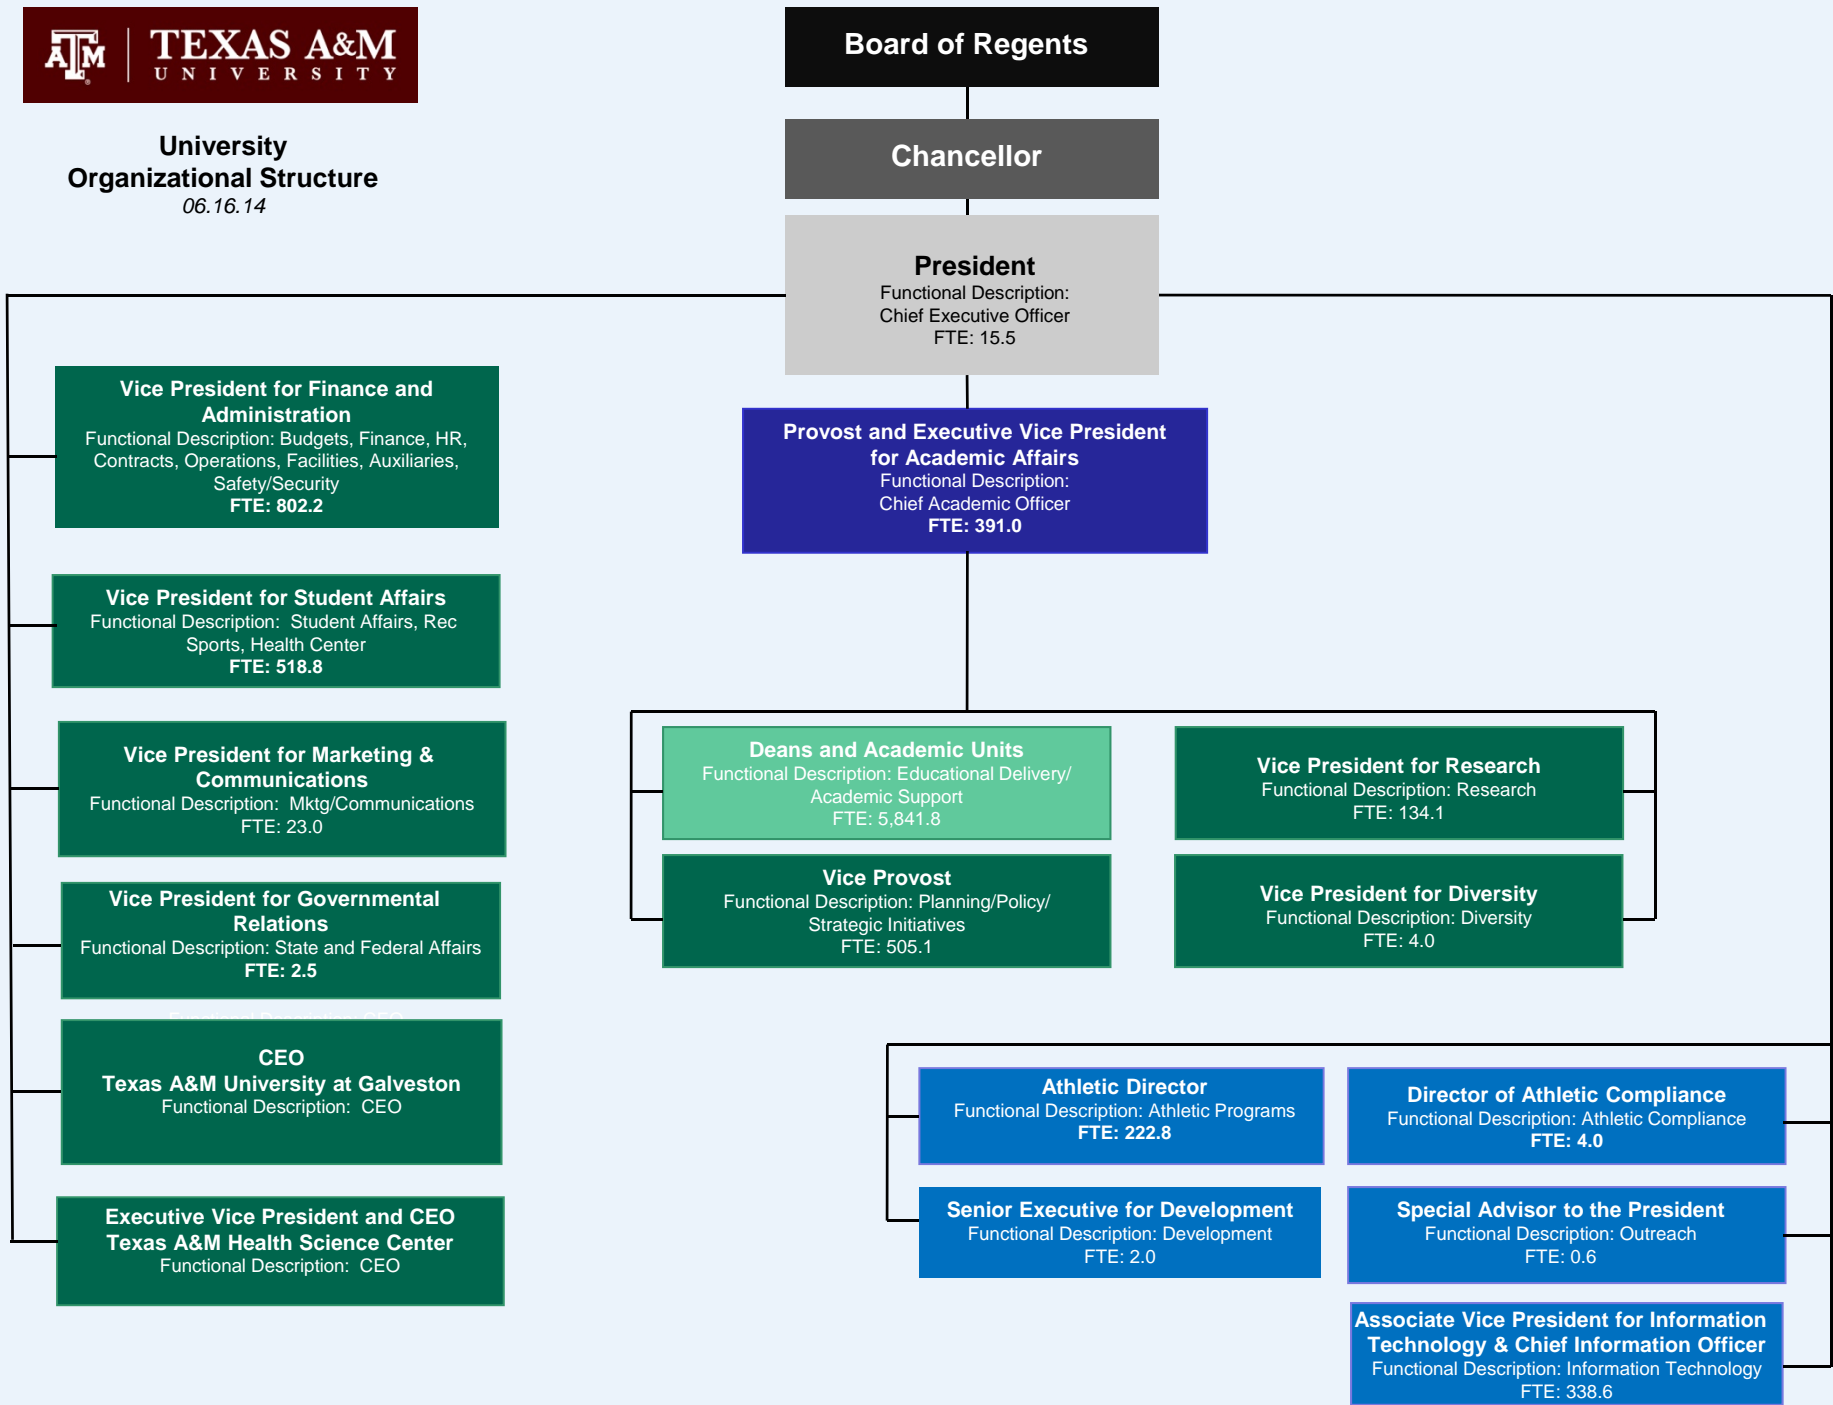 TEXAS A&M
UNIVERSITY
University
Organizational Structure
06.16.14
Board of Regents
Chancellor
President
Functional Description:
Chief Executive Officer
FTE: 15.5
Vice President for Finance and
Administration
Functional Description: Budgets, Finance, HR,
Contracts, Operations, Facilities, Auxiliaries,
Safety/Security
FTE: 802.2
Vice President for Student Affairs
Functional Description: Student Affairs, Rec
Sports, Health Center
FTE: 518.8
Vice President for Marketing &
Communications
Functional Description: Mktg/Communications
FTE: 23.0
Vice President for Governmental
Relations
Functional Description: State and Federal Affairs
FTE: 2.5
Functional Description: CEO
CEO
Texas A&M University at Galveston
Functional Description: CEO
Executive Vice President and CEO
Texas A&M Health Science Center
Functional Description: CEO
Provost and Executive Vice President
for Academic Affairs
Functional Description:
Chief Academic Officer
FTE: 391.0
Deans and Academic Units
Functional Description: Educational Delivery/
Academic Support
FTE: 5,841.8
Vice Provost
Functional Description: Planning/Policy/
Strategic Initiatives
FTE: 505.1
Vice President for Research
Functional Description: Research
FTE: 134.1
Vice President for Diversity
Functional Description: Diversity
FTE: 4.0
Athletic Director
Functional Description: Athletic Programs
FTE: 222.8
Senior Executive for Development
Functional Description: Development
FTE: 2.0
Director of Athletic Compliance
Functional Description: Athletic Compliance
FTE: 4.0
Special Advisor to the President
Functional Description: Outreach
FTE: 0.6
Associate Vice President for Information
Technology & Chief Information Officer
Functional Description: Information Technology
FTE: 338.6